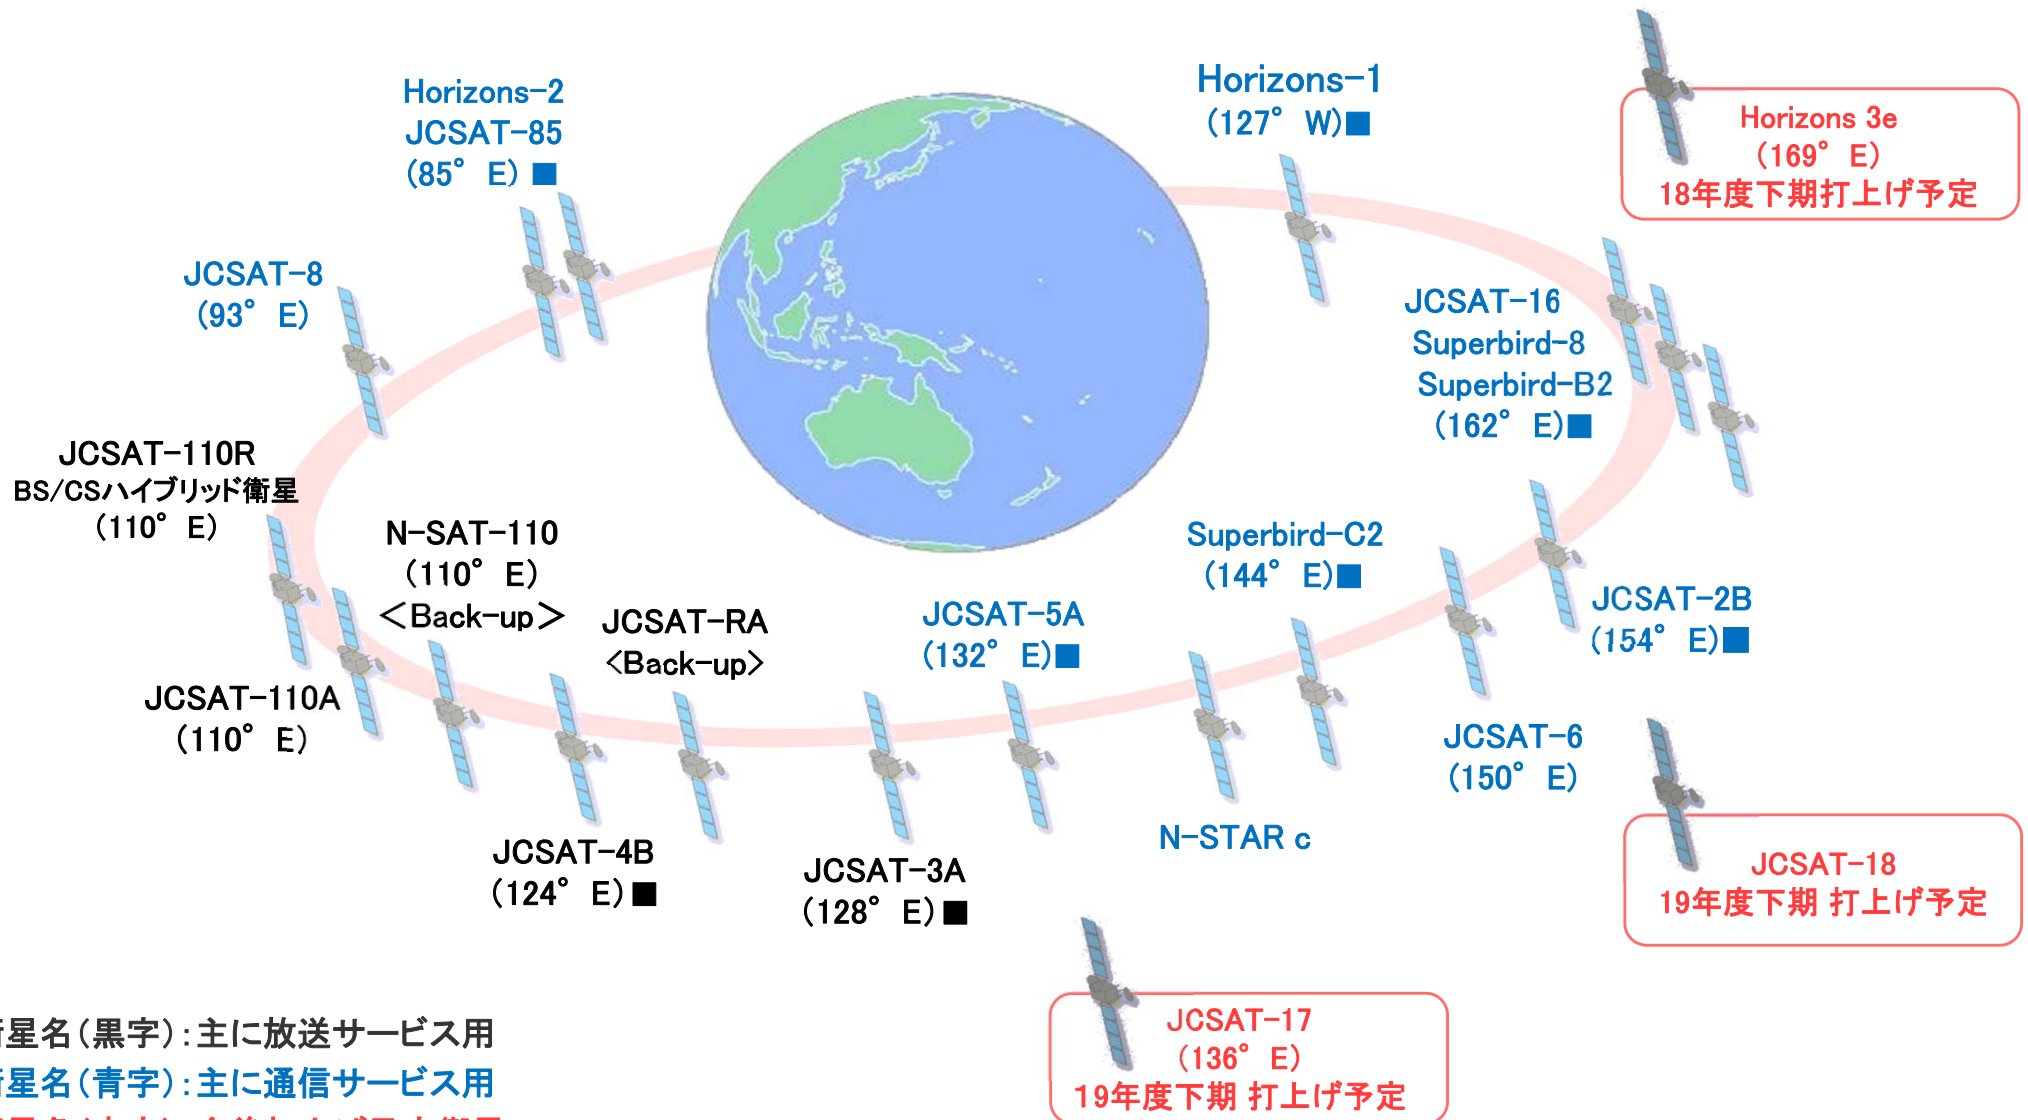 Horizons-2
JCSAT-85
(85° E) ■
Horizons-1
(127° W)■
Horizons 3e
(169° E)
18年度下期打上げ予定
JCSAT-8
(93° E)
JCSAT-16
Superbird-8
Superbird-B2
(162° E)■
JCSAT-110R
BS/CSハイブリッド衛星
(110° E)
N-SAT-110
(110° E)
＜Back-up＞
JCSAT-RA
<Back-up>
JCSAT-5A
(132° E)■
Superbird-C2
(144° E)■
JCSAT-2B
(154° E)■
JCSAT-110A
(110° E)
JCSAT-6
(150° E)
JCSAT-4B
(124° E)■
JCSAT-3A
(128° E)■
N-STAR c
JCSAT-18
19年度下期 打上げ予定
JCSAT-17
(136° E)
19年度下期 打上げ予定
星名(黒字):主に放送サービス用
星名(青字):主に通信サービス用